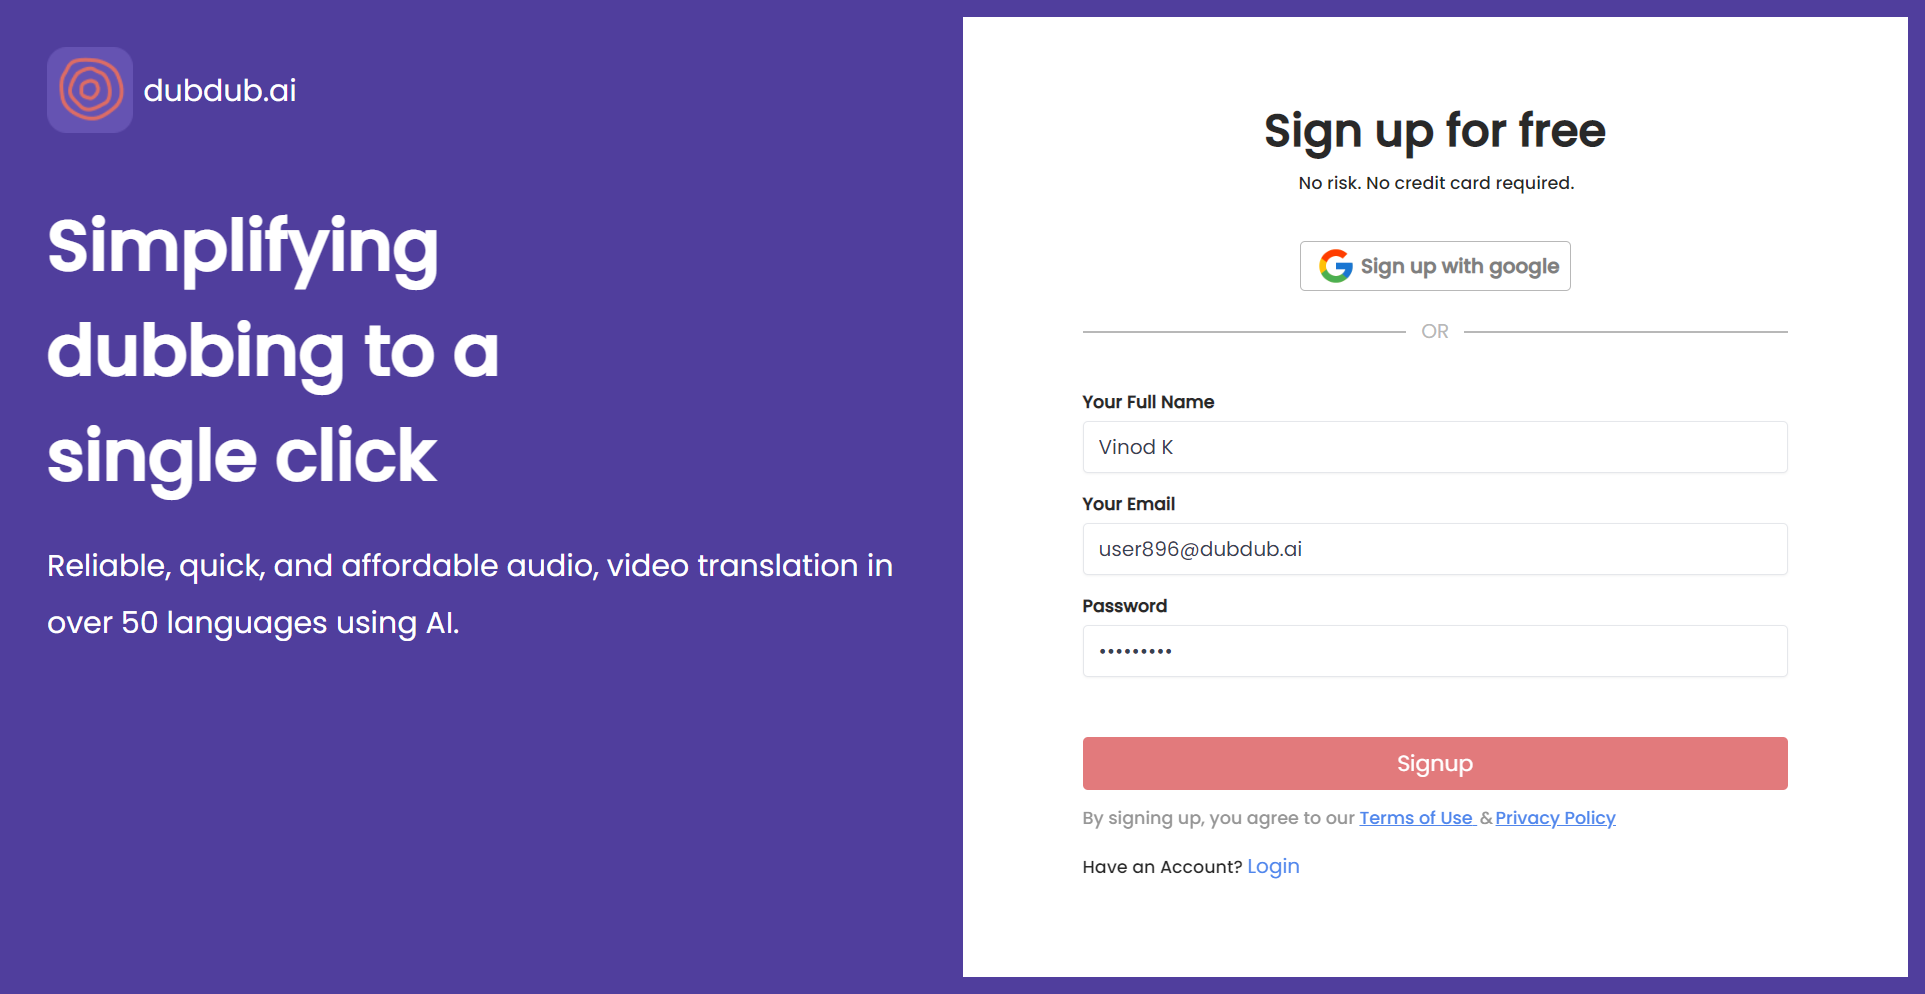 dubdub.ai
Simplifying
dubbing to a
single click
Reliable, quick, and affordable audio, video translation in
over 50 languages using AI.
Sign up for free
No risk. No credit card required.
Sign up with google
OR
Your Full Name
Vinod K
Your Email
user896@dubdub.ai
Password
•••••••••
Signup
By signing up, you agree to our Terms of Use & Privacy Policy
Have an Account? Login